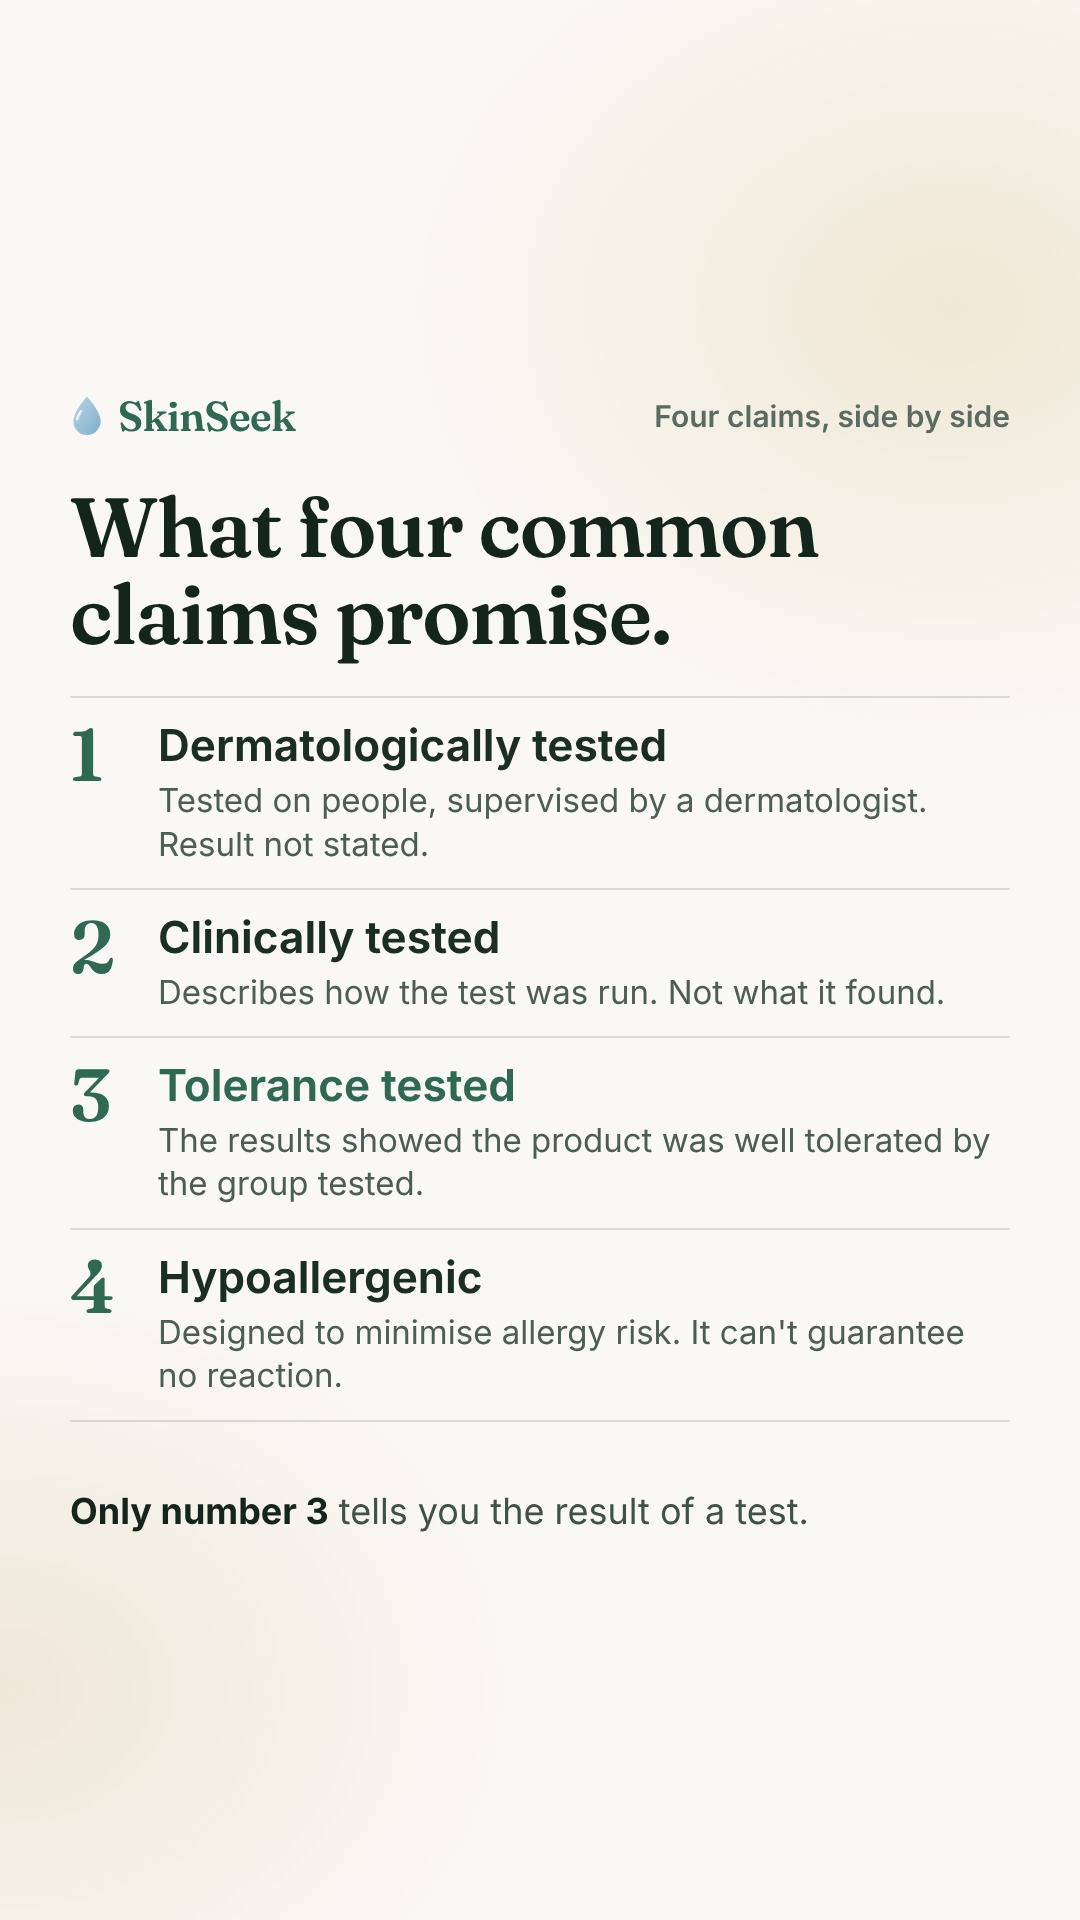 SkinSeek
Four claims, side by side
What four common
claims promise.
1
Dermatologically tested
Tested on people, supervised by a dermatologist.
Result not stated.
2
Clinically tested
Describes how the test was run. Not what it found.
3
Tolerance tested
The results showed the product was well tolerated by
the group tested.
4
Hypoallergenic
Designed to minimise allergy risk. It can't guarantee
no reaction.
Only number 3 tells you the result of a test.